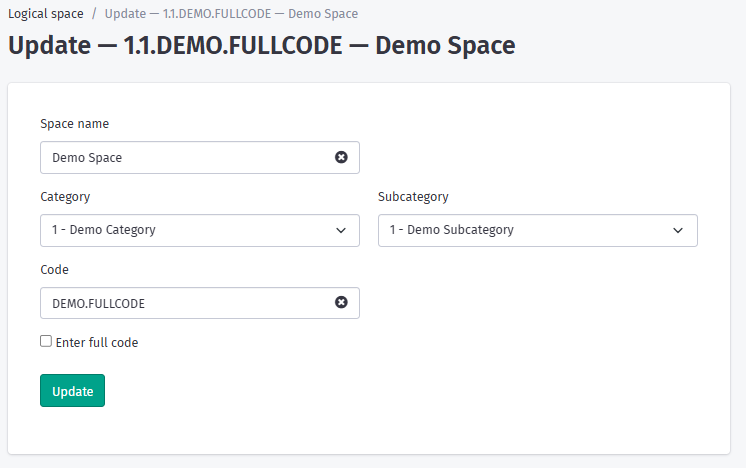 Logical space / Update — 1.1.DEMO.FULLCODE — Demo Space
Update — 1.1.DEMO.FULLCODE — Demo Space
Space name
Demo Space
Category
Subcategory
1 - Demo Category
1 - Demo Subcategory
Code
DEMO.FULLCODE
Enter full code
Update